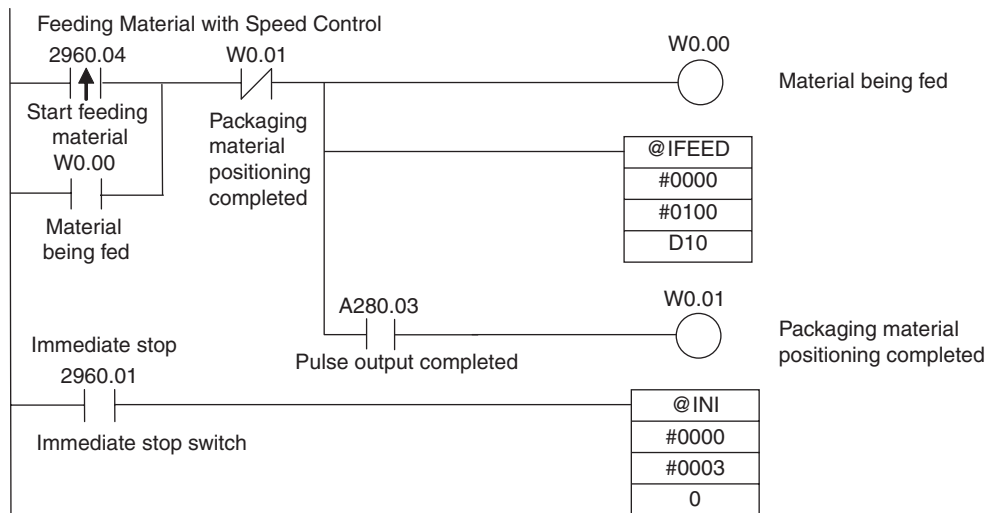 Feeding Material with Speed Control
2960.04
W0.01
W0.00
Material being fed
Start feeding
material
Packaging
material
positioning
completed
W0.00
Material
being fed
@IFEED
#0000
#0100
D10
A280.03
Pulse output completed
W0.01
Packaging material
positioning completed
Immediate stop
2960.01
Immediate stop switch
@INI
#0000
#0003
0